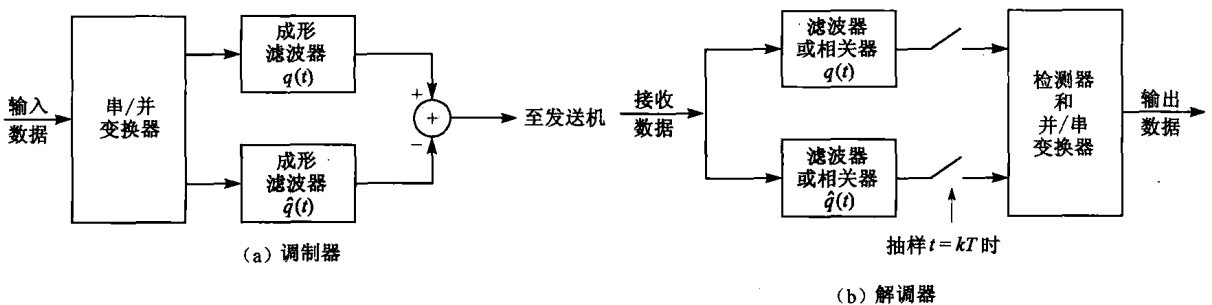 输入
数据
串/并
变换器
成形
滤波器
q(t)
成形
滤波器
q̂(t)
+
+
−
至发送机
(a) 调制器
接收
数据
滤波器
或相关器
q(t)
滤波器
或相关器
q̂(t)
抽样t=kT时
检测器
和
并/串
变换器
输出
数据
(b) 解调器